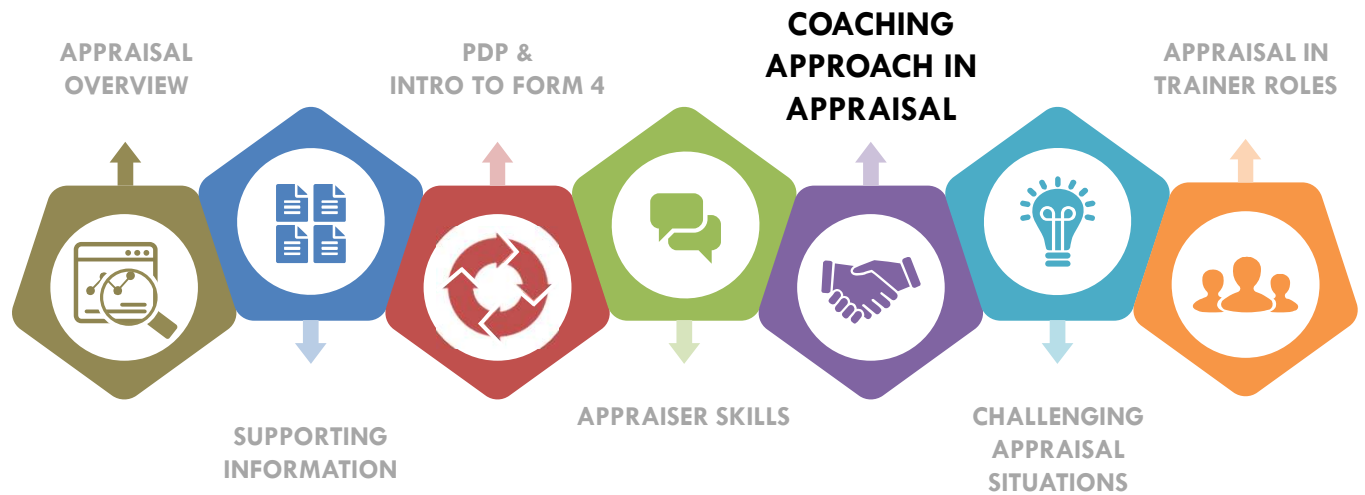 APPRAISAL
OVERVIEW
SUPPORTING
INFORMATION
PDP &
INTRO TO FORM 4
APPRAISER SKILLS
COACHING
APPROACH IN
APPRAISAL
CHALLENGING
APPRAISAL
SITUATIONS
APPRAISAL IN
TRAINER ROLES